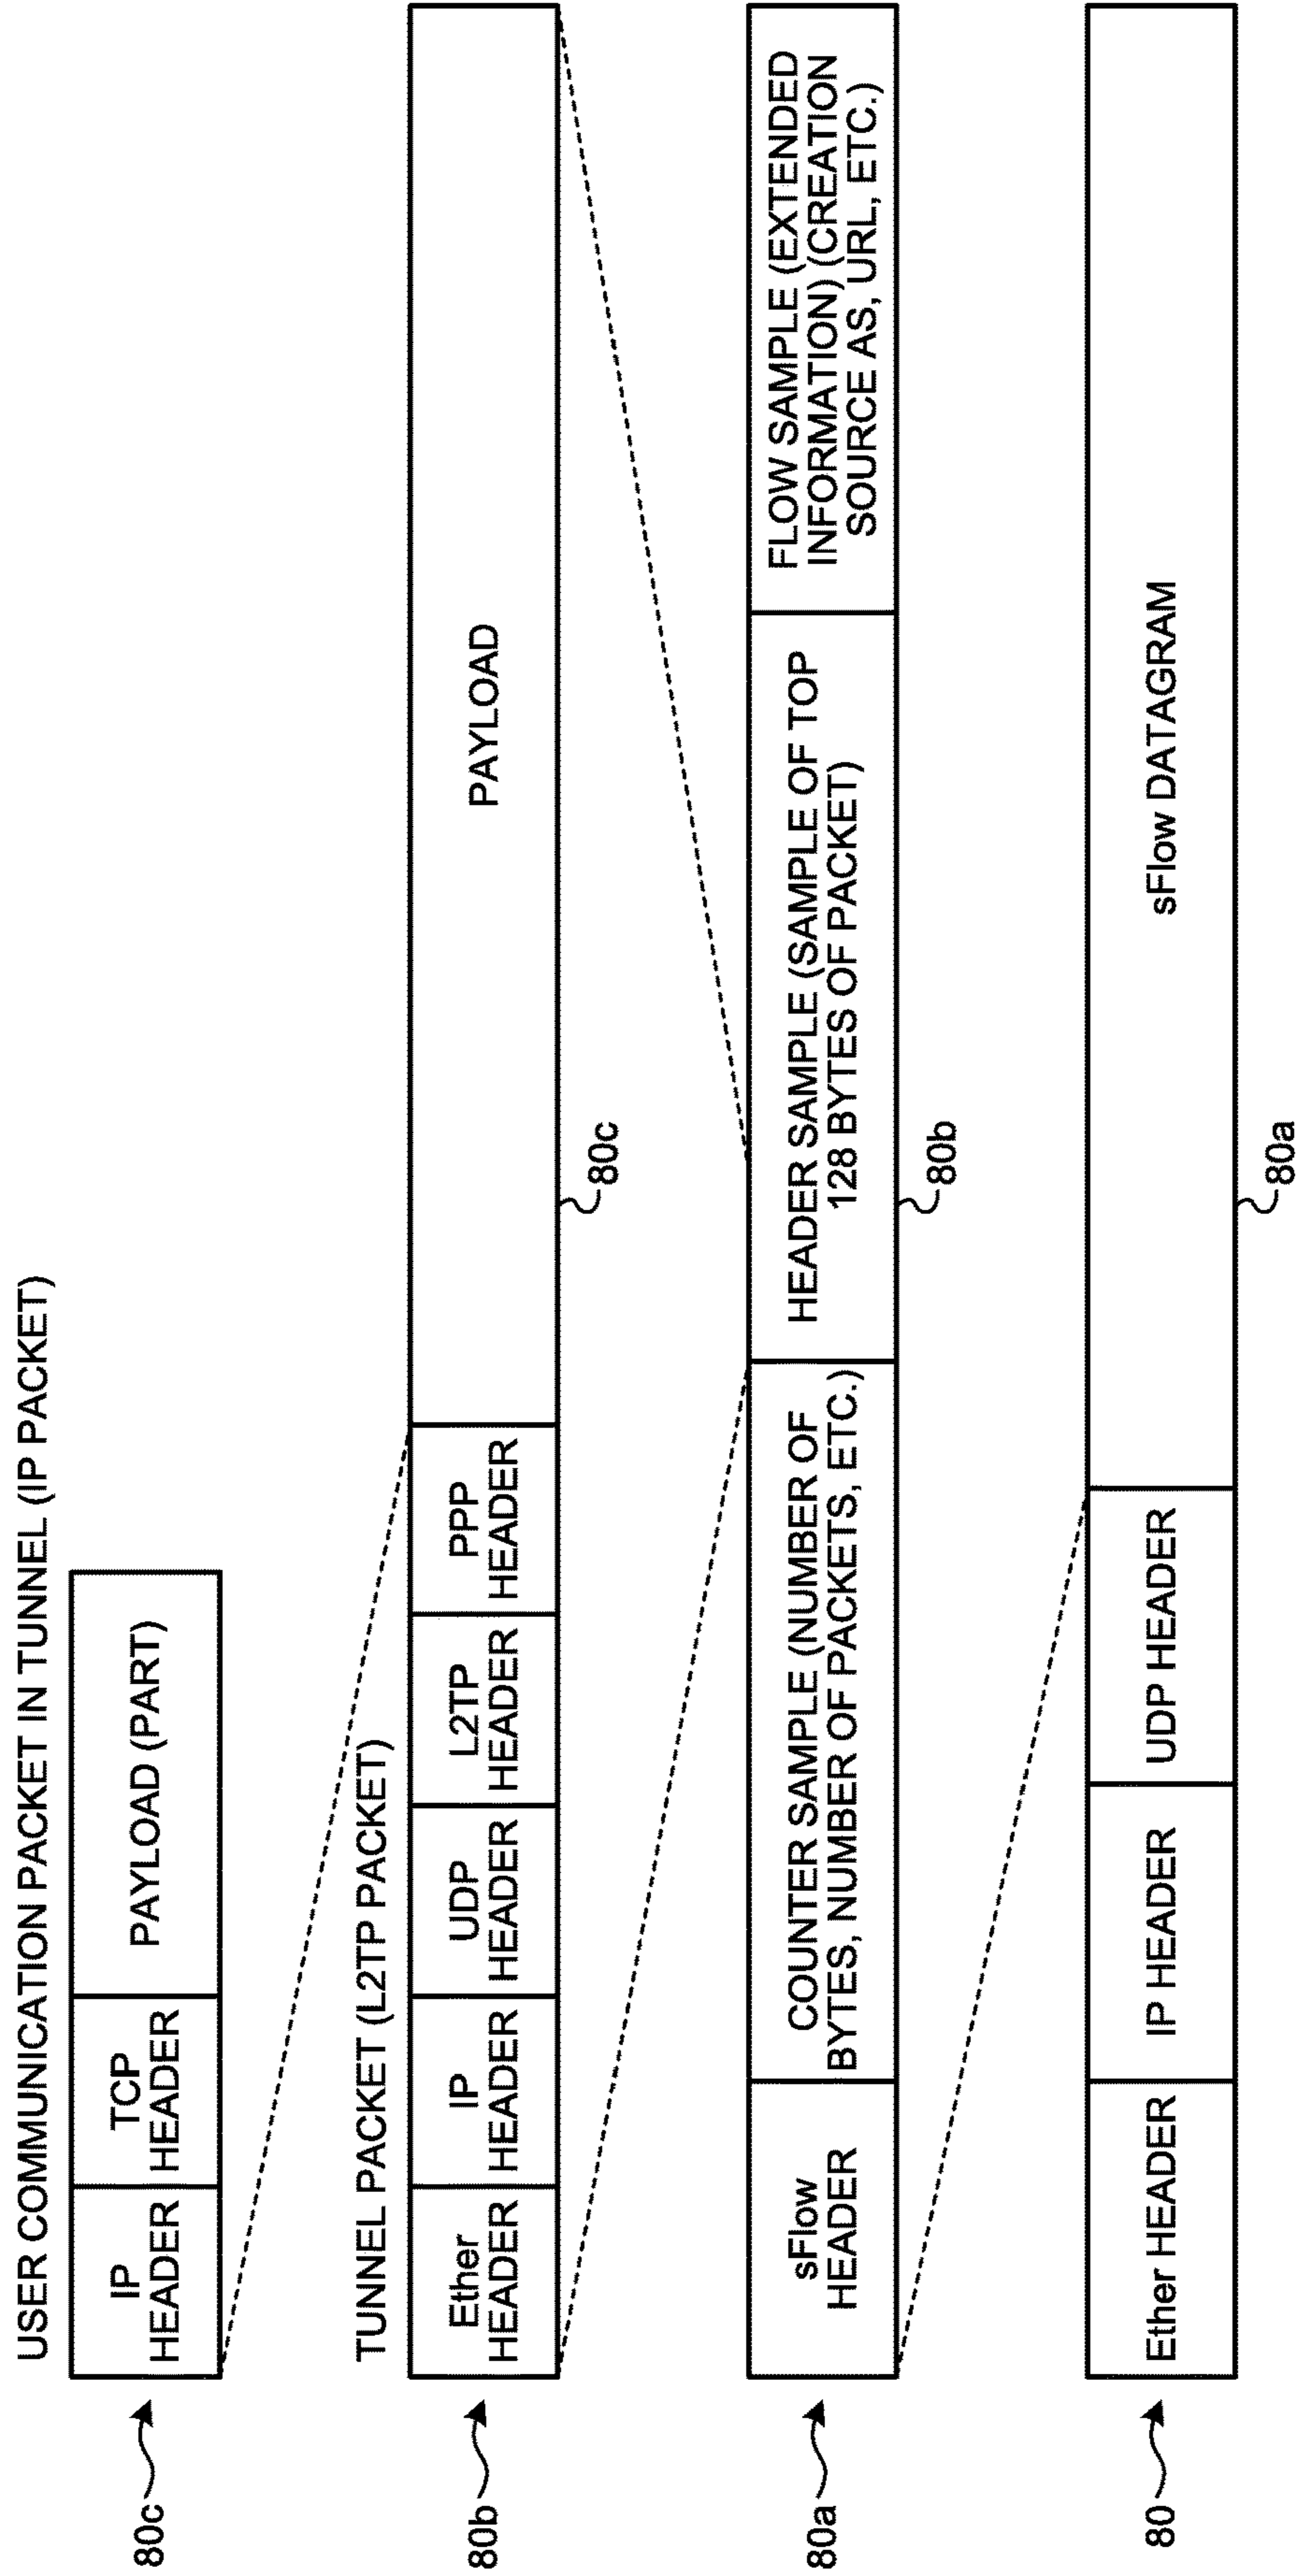 USER COMMUNICATION PACKET IN TUNNEL (IP PACKET)
80c
IP
HEADER
TCP
HEADER
PAYLOAD (PART)
TUNNEL PACKET (L2TP PACKET)
80b
Ether
HEADER
IP
HEADER
UDP
HEADER
L2TP
HEADER
PPP
HEADER
PAYLOAD
80c
80a
sFlow
HEADER
COUNTER SAMPLE (NUMBER OF
BYTES, NUMBER OF PACKETS, ETC.)
HEADER SAMPLE (SAMPLE OF TOP
128 BYTES OF PACKET)
FLOW SAMPLE (EXTENDED
INFORMATION) (CREATION
SOURCE AS, URL, ETC.)
80b
80
Ether HEADER
IP HEADER
UDP HEADER
sFlow DATAGRAM
80a